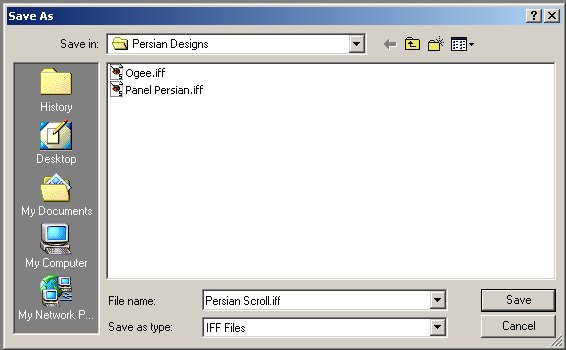 Save As
Save in:
Persian Designs
Ogee.iff
Panel Persian.iff
History
Desktop
My Documents
My Computer
My Network P...
File name:
Persian Scroll.iff
Save
Save as type:
IFF Files
Cancel